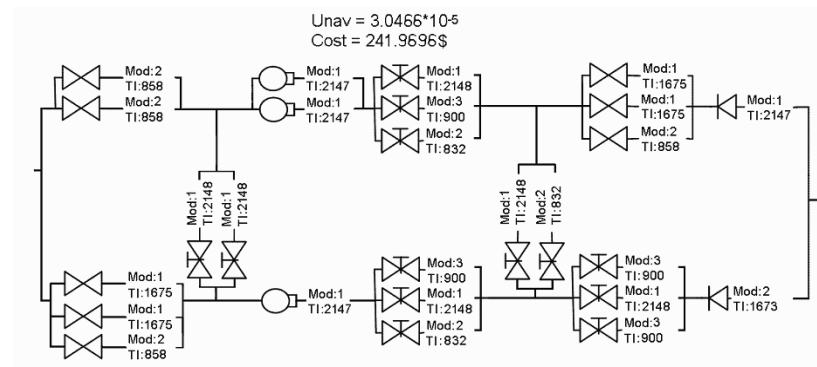 Unav = 3.0466*10-5
Cost = 241.9696$
Mod:2
TI:858
Mod:2
TI:858
Mod:1
TI:2147
Mod:1
TI:2147
Mod:1
TI:2148
Mod:3
TI:900
Mod:2
TI:832
Mod:1
TI:1675
Mod:1
TI:1675
Mod:2
TI:858
Mod:1
TI:2147
Mod:1
TI:2148
Mod:1
TI:2148
Mod:1
TI:2148
Mod:2
TI:832
Mod:1
TI:1675
Mod:1
TI:1675
Mod:2
TI:858
Mod:1
TI:2147
Mod:3
TI:900
Mod:1
TI:2148
Mod:2
TI:832
Mod:3
TI:900
Mod:1
TI:2148
Mod:3
TI:900
Mod:2
TI:1673